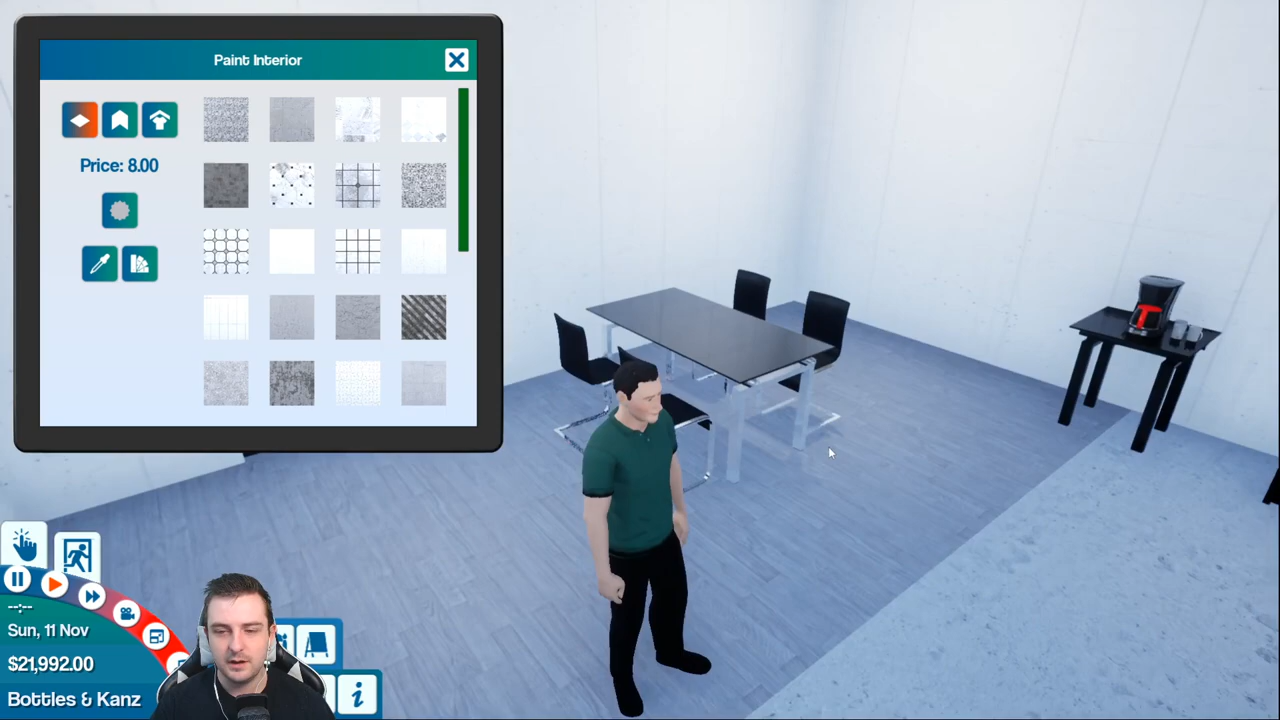 Paint Interior
Price: 8.00
--:--
Sun, 11 Nov
$21,992.00
Bottles & Kanz